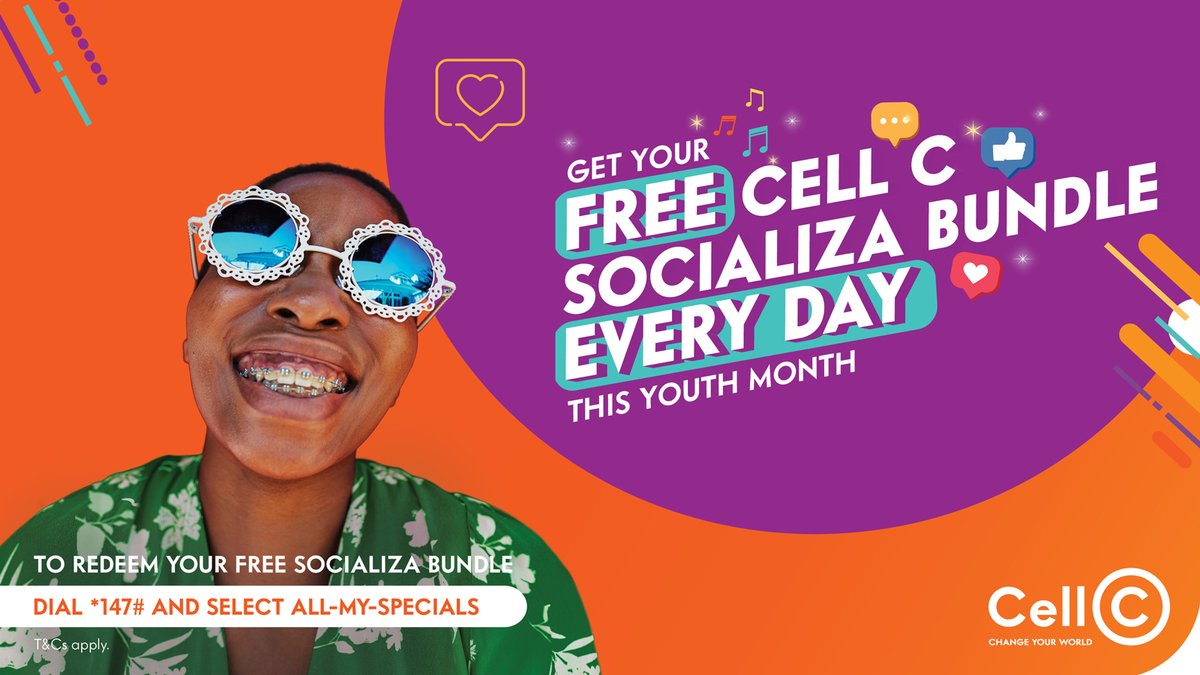 GET YOUR
FREE CELL C
SOCIALIZA BUNDLE
EVERY DAY
THIS YOUTH MONTH
TO REDEEM YOUR FREE SOCIALIZA BUNDLE
DIAL *147# AND SELECT ALL-MY-SPECIALS
T&Cs apply.
Cell C
CHANGE YOUR WORLD